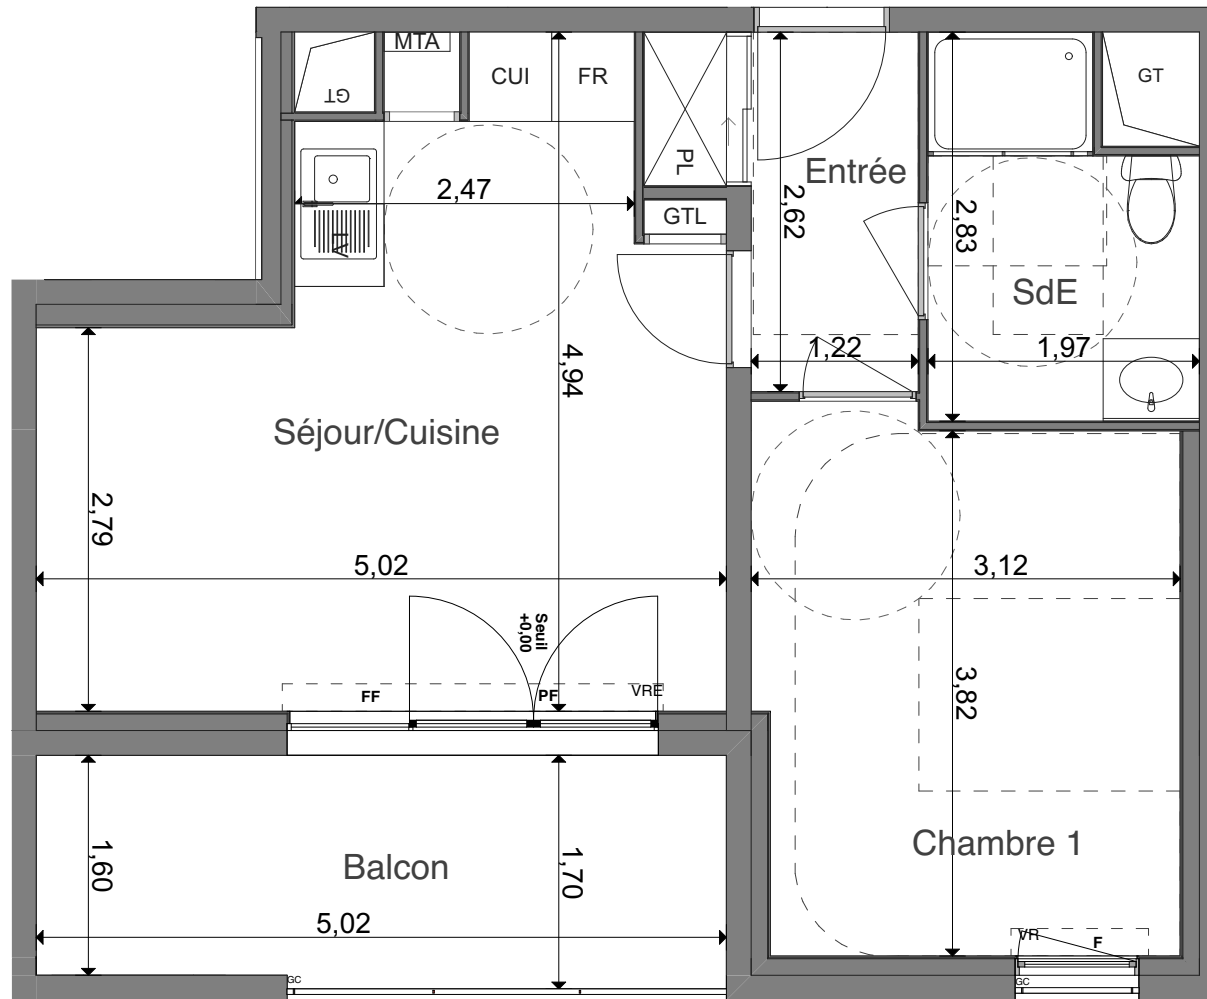 MTA
CUI
FR
GT
GT
PL
Entrée
2,47
2,62
2,83
GTL
LV
SdE
1,22
1,97
4,94
Séjour/Cuisine
2,79
5,02
3,12
Seuil
+0,00
FF
PF
VRE
3,82
Chambre 1
1,60
Balcon
1,70
5,02
VR
F
GC
GC